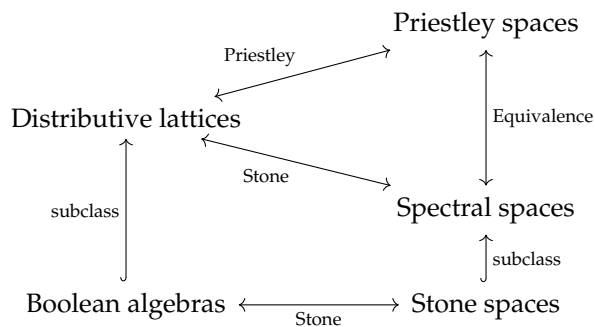 Priestley spaces
Priestley
Distributive lattices
Equivalence
Stone
subclass
Spectral spaces
subclass
Boolean algebras
Stone
Stone spaces